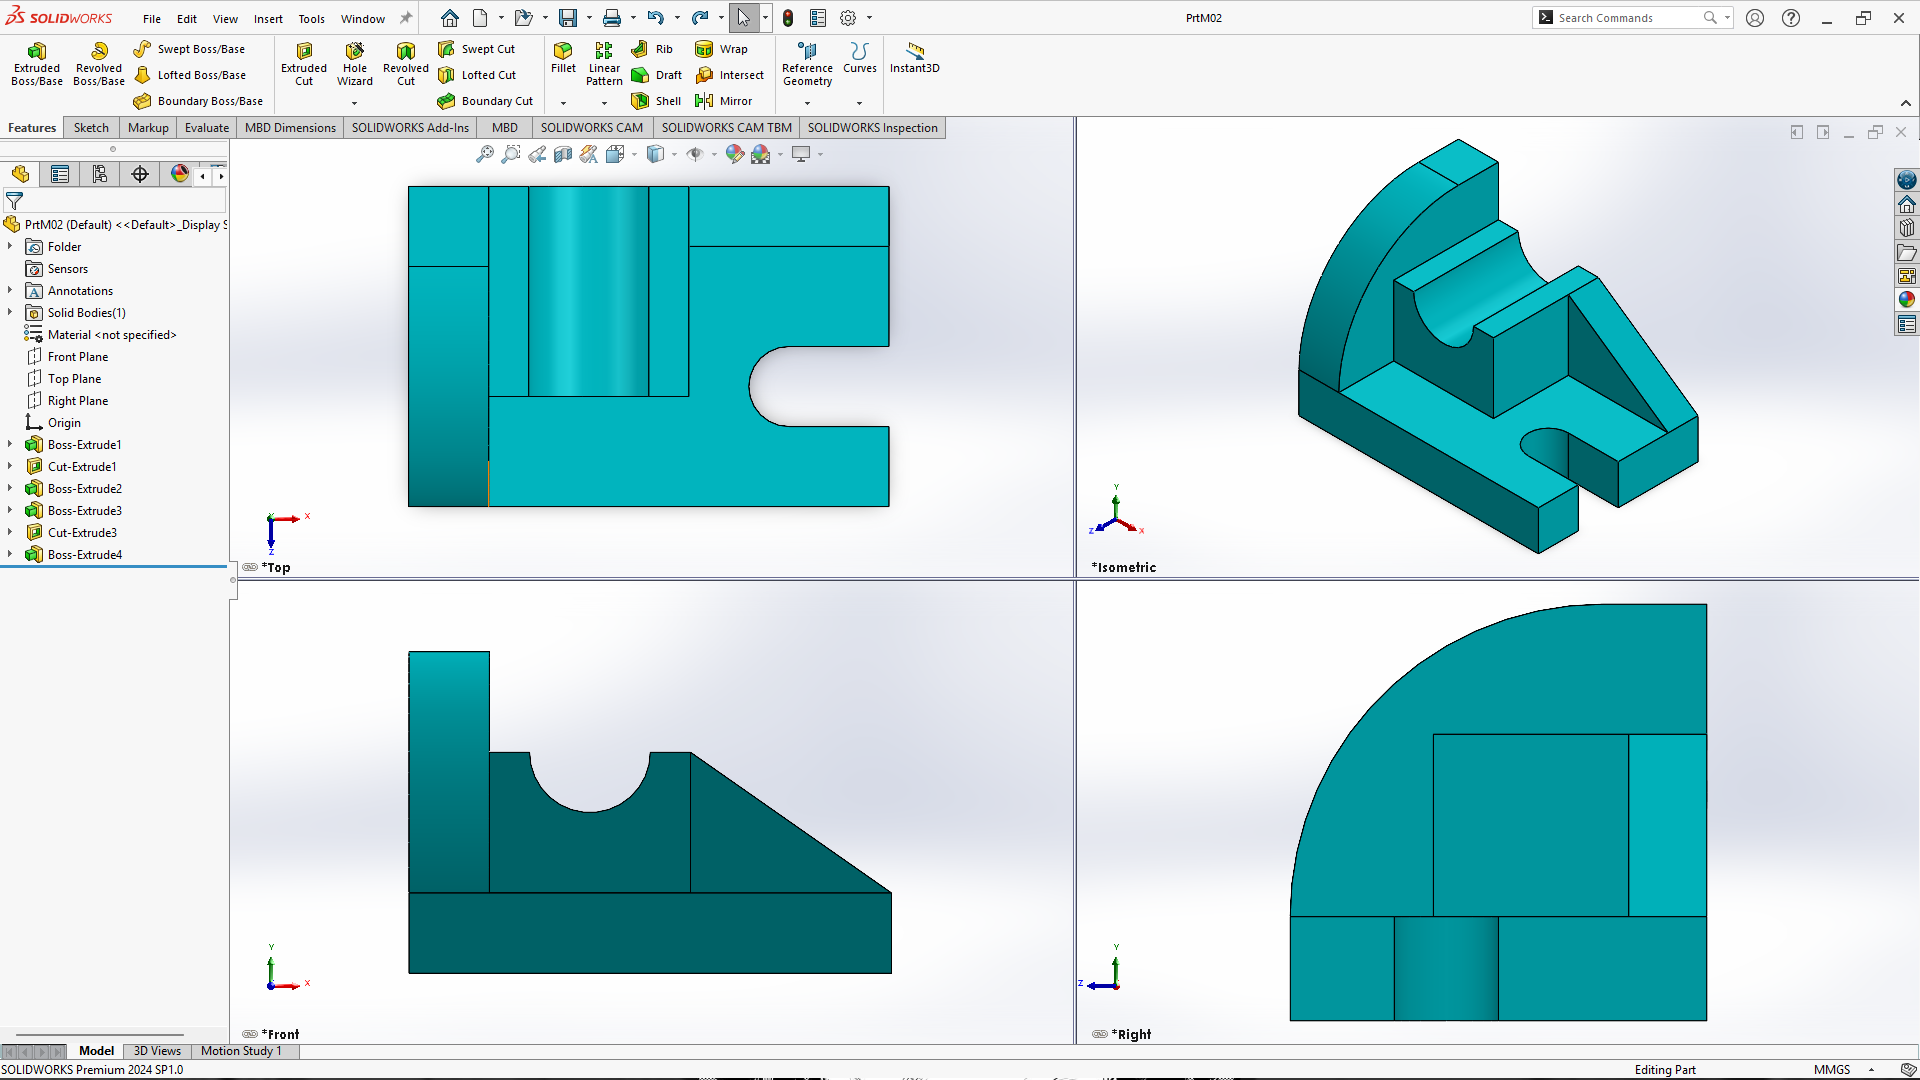 SOLIDWORKS File Edit View Insert Tools Window PrtM02 Search Commands
Extruded Boss/Base
Revolved Boss/Base
Swept Boss/Base
Lofted Boss/Base
Boundary Boss/Base
Extruded Cut
Hole Wizard
Revolved Cut
Swept Cut
Lofted Cut
Boundary Cut
Fillet
Linear Pattern
Rib
Draft
Shell
Wrap
Intersect
Mirror
Reference Geometry
Curves
Instant3D
Features Sketch Markup Evaluate MBD Dimensions SOLIDWORKS Add-Ins MBD SOLIDWORKS CAM SOLIDWORKS CAM TBM SOLIDWORKS Inspection
PrtM02 (Default) <<Default>_Display S
Folder
Sensors
Annotations
Solid Bodies(1)
Material <not specified>
Front Plane
Top Plane
Right Plane
Origin
Boss-Extrude1
Cut-Extrude1
Boss-Extrude2
Boss-Extrude3
Cut-Extrude3
Boss-Extrude4
X
Z
*Top
Y
Z
X
*Isometric
Y
X
*Front
Y
Z
*Right
Model 3D Views Motion Study 1
SOLIDWORKS Premium 2024 SP1.0 Editing Part MMGS